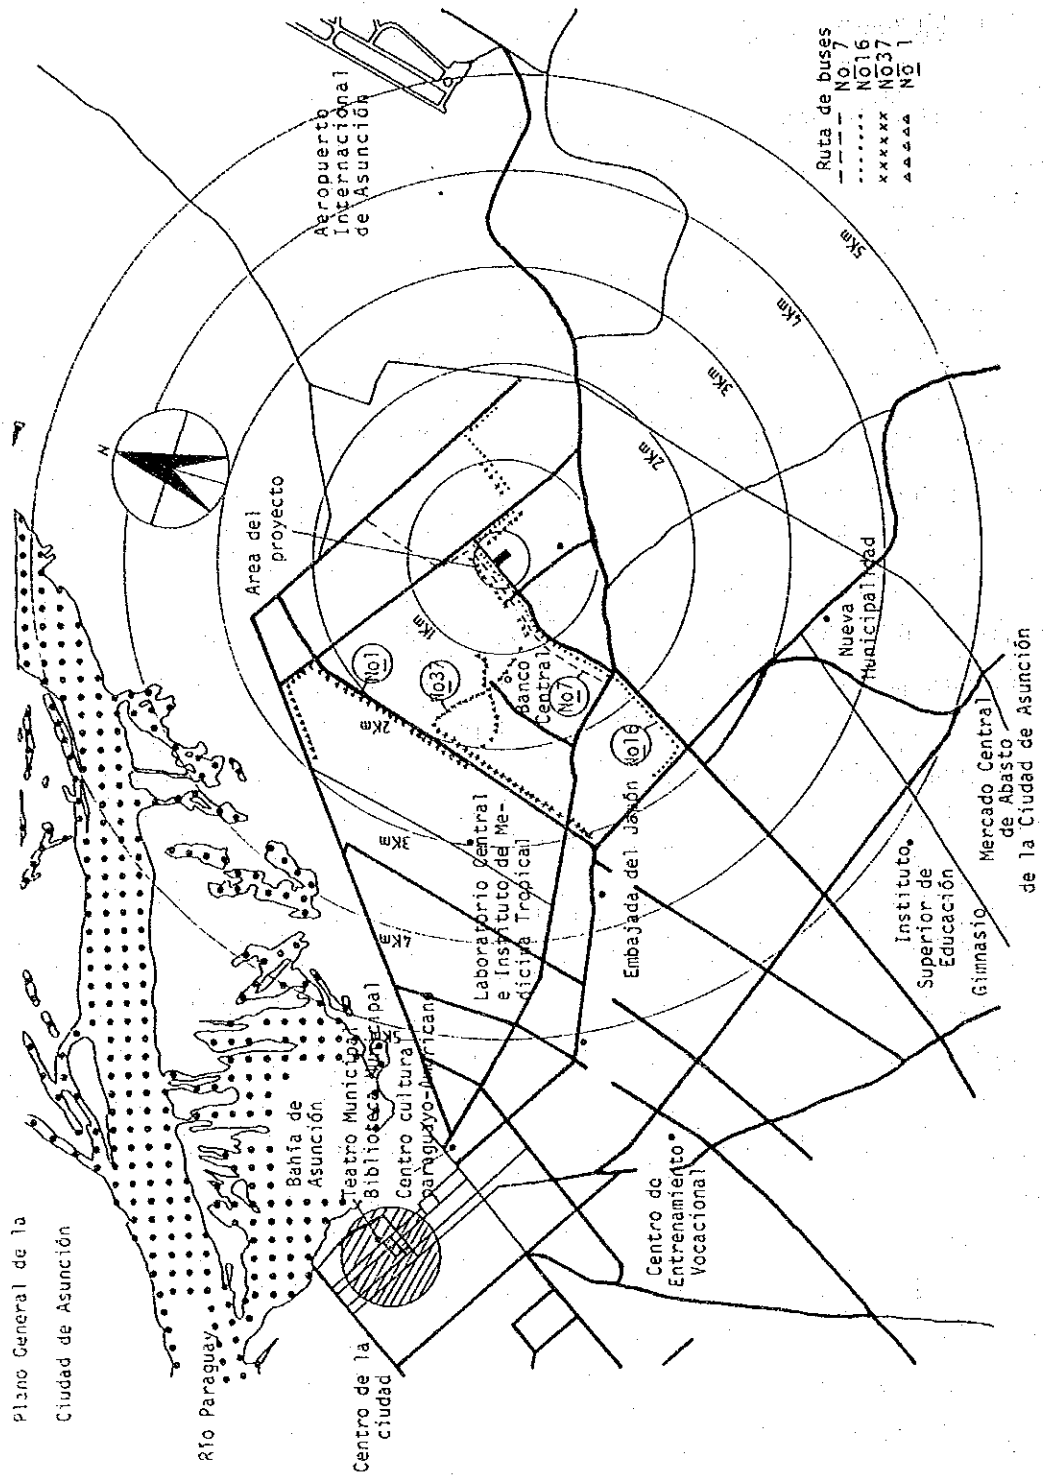 Plano General de la
Ciudad de Asunción
Río Paraguay
Bahía de
Asunción
Centro de la
ciudad
Teatro Municipal
Biblioteca Municipal
Centro cultural
paraguayo-Americano
Laboratorio Central
e Instituto de Me-
dicina Tropical
Embajada del Japón
Centro de
Entrenamiento
Vocacional
Instituto
Superior de
Educación
Gimnasio
Mercado Central
de Abasto
de la Ciudad de Asunción
Nueva
Municipalidad
Banco
Central
Area del
proyecto
Aeropuerto
Internacional
de Asunción
N
No1
No37
No7
No16
1Km
2Km
3Km
4Km
5Km
2Km
3Km
4Km
5Km
Ruta de buses
No 7
No16
No37
No 1